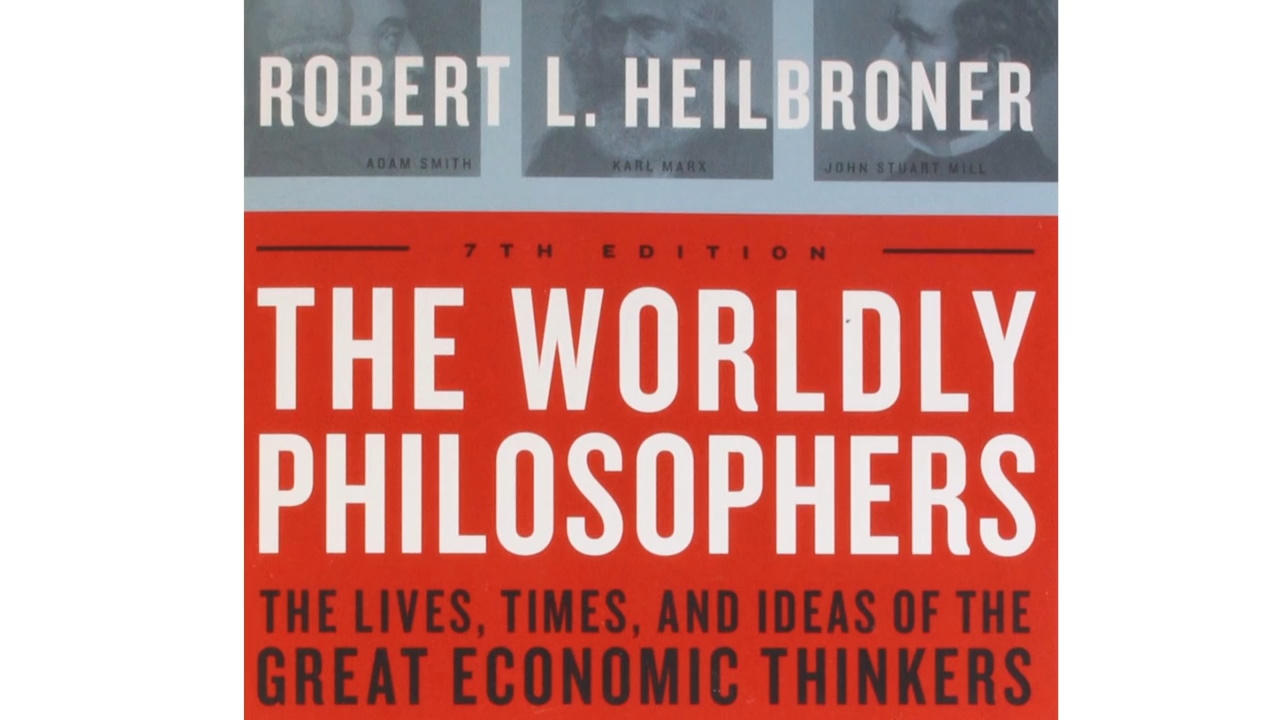 ROBERT L. HEILBRONER
ADAM SMITH KARL MARX JOHN STUART MILL
7TH EDITION
THE WORLDLY
PHILOSOPHERS
THE LIVES, TIMES, AND IDEAS OF THE
GREAT ECONOMIC THINKERS